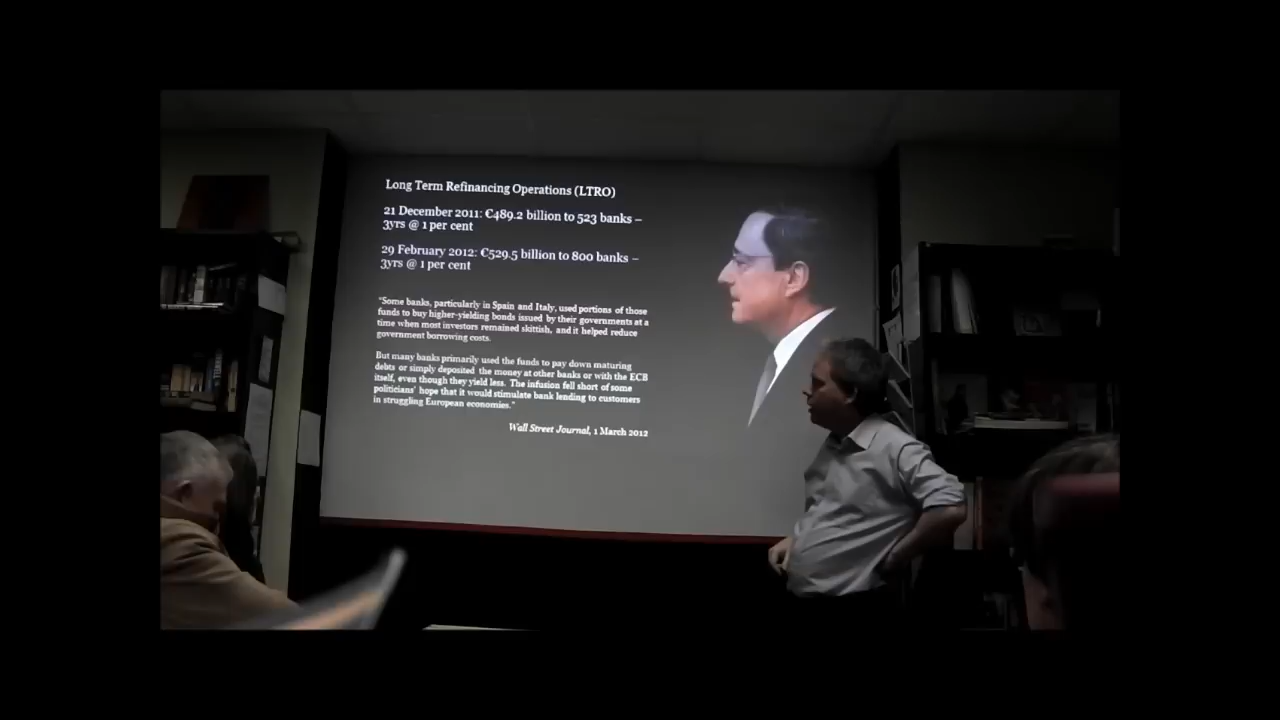 Long Term Refinancing Operations (LTRO)
21 December 2011: €489.2 billion to 523 banks –
3yrs @ 1 per cent
29 February 2012: €529.5 billion to 800 banks –
3yrs @ 1 per cent
"Some banks, particularly in Spain and Italy, used portions of those
funds to buy higher-yielding bonds issued by their governments at a
time when most investors remained skittish, and it helped reduce
government borrowing costs.
But many banks primarily used the funds to pay down maturing
debts or simply deposited the money at other banks or with the ECB
itself, even though they yield less. The infusion fell short of some
politicians' hope that it would stimulate bank lending to customers
in struggling European economies."
Wall Street Journal, 1 March 2012